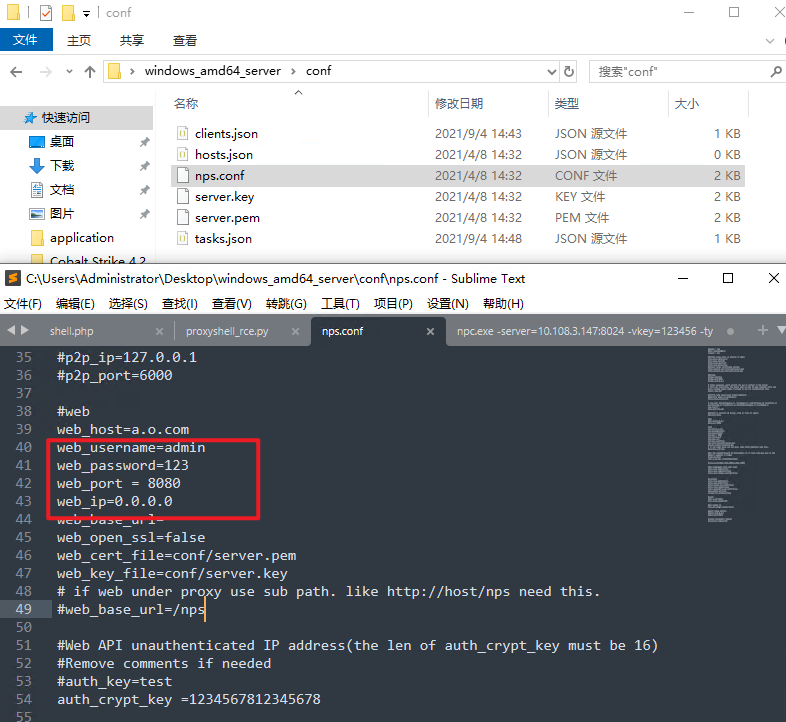 conf
文件 主页 共享 查看
windows_amd64_server › conf 搜索"conf"
名称 修改日期 类型 大小
快速访问
桌面
下载
文档
图片
application
Cobalt Strike 4.2
clients.json 2021/9/4 14:43 JSON 源文件 1 KB
hosts.json 2021/4/8 14:32 JSON 源文件 0 KB
nps.conf 2021/4/8 14:32 CONF 文件 2 KB
server.key 2021/4/8 14:32 KEY 文件 2 KB
server.pem 2021/4/8 14:32 PEM 文件 2 KB
tasks.json 2021/9/4 14:48 JSON 源文件 1 KB
C:\Users\Administrator\Desktop\windows_amd64_server\conf\nps.conf - Sublime Text
文件(F) 编辑(E) 选择(S) 查找(I) 查看(V) 转跳(G) 工具(T) 项目(P) 设置(N) 帮助(H)
shell.php proxyshell_rce.py nps.conf npc.exe -server=10.108.3.147:8024 -vkey=123456 -ty
35 #p2p_ip=127.0.0.1
36 #p2p_port=6000
37
38 #web
39 web_host=a.o.com
40 web_username=admin
41 web_password=123
42 web_port = 8080
43 web_ip=0.0.0.0
44 web_base_url=
45 web_open_ssl=false
46 web_cert_file=conf/server.pem
47 web_key_file=conf/server.key
48 # if web under proxy use sub path. like http://host/nps need this.
49 #web_base_url=/nps
50
51 #Web API unauthenticated IP address(the len of auth_crypt_key must be 16)
52 #Remove comments if needed
53 #auth_key=test
54 auth_crypt_key =1234567812345678
55